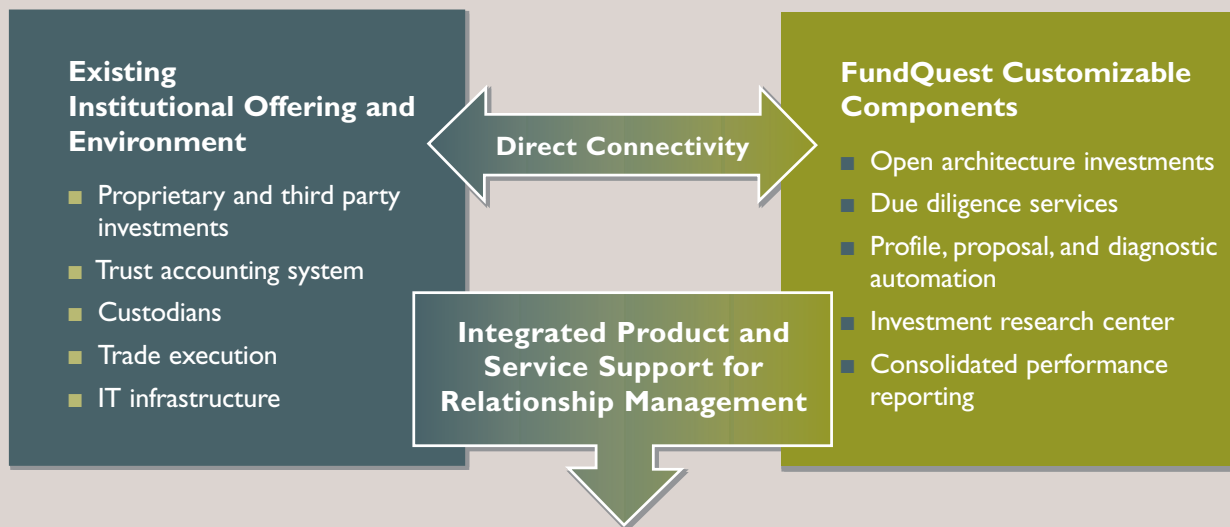 Existing
Institutional Offering and
Environment
Proprietary and third party
investments
Trust accounting system
Custodians
Trade execution
IT infrastructure
Direct Connectivity
Integrated Product and
Service Support for
Relationship Management
FundQuest Customizable
Components
Open architecture investments
Due diligence services
Profile, proposal, and diagnostic
automation
Investment research center
Consolidated performance
reporting